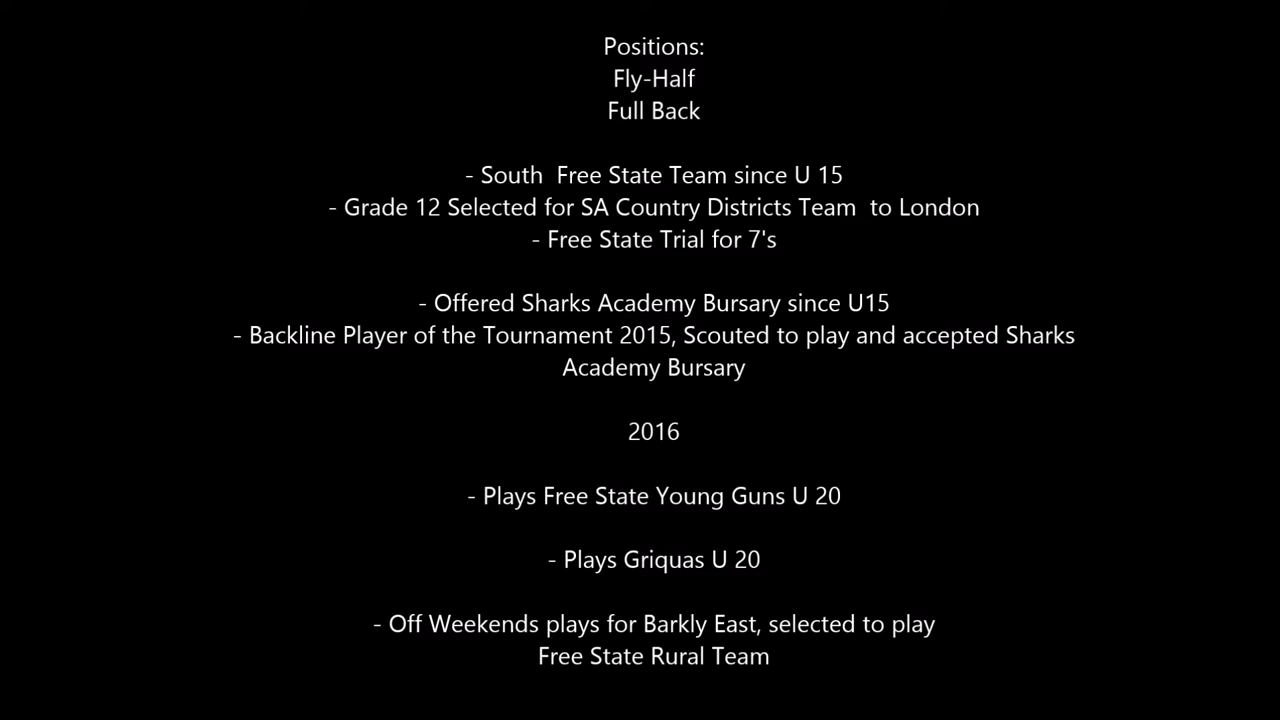 Positions:
Fly-Half
Full Back
- South  Free State Team since U 15
- Grade 12 Selected for SA Country Districts Team  to London
- Free State Trial for 7's
- Offered Sharks Academy Bursary since U15
- Backline Player of the Tournament 2015, Scouted to play and accepted Sharks
Academy Bursary
2016
- Plays Free State Young Guns U 20
- Plays Griquas U 20
- Off Weekends plays for Barkly East, selected to play
Free State Rural Team